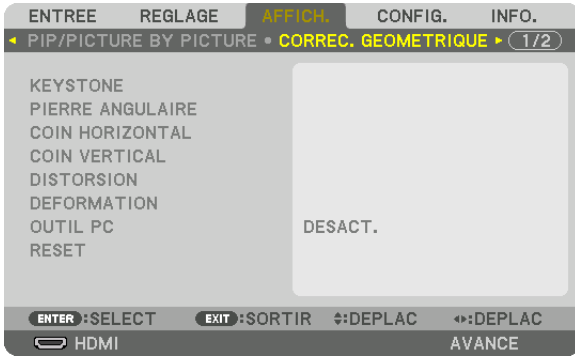 ENTREE REGLAGE AFFICH. CONFIG. INFO.
PIP/PICTURE BY PICTURE • CORREC. GEOMETRIQUE 1/2
KEYSTONE
PIERRE ANGULAIRE
COIN HORIZONTAL
COIN VERTICAL
DISTORSION
DEFORMATION
OUTIL PC DESACT.
RESET
ENTER :SELECT EXIT :SORTIR :DEPLAC :DEPLAC
HDMI AVANCE